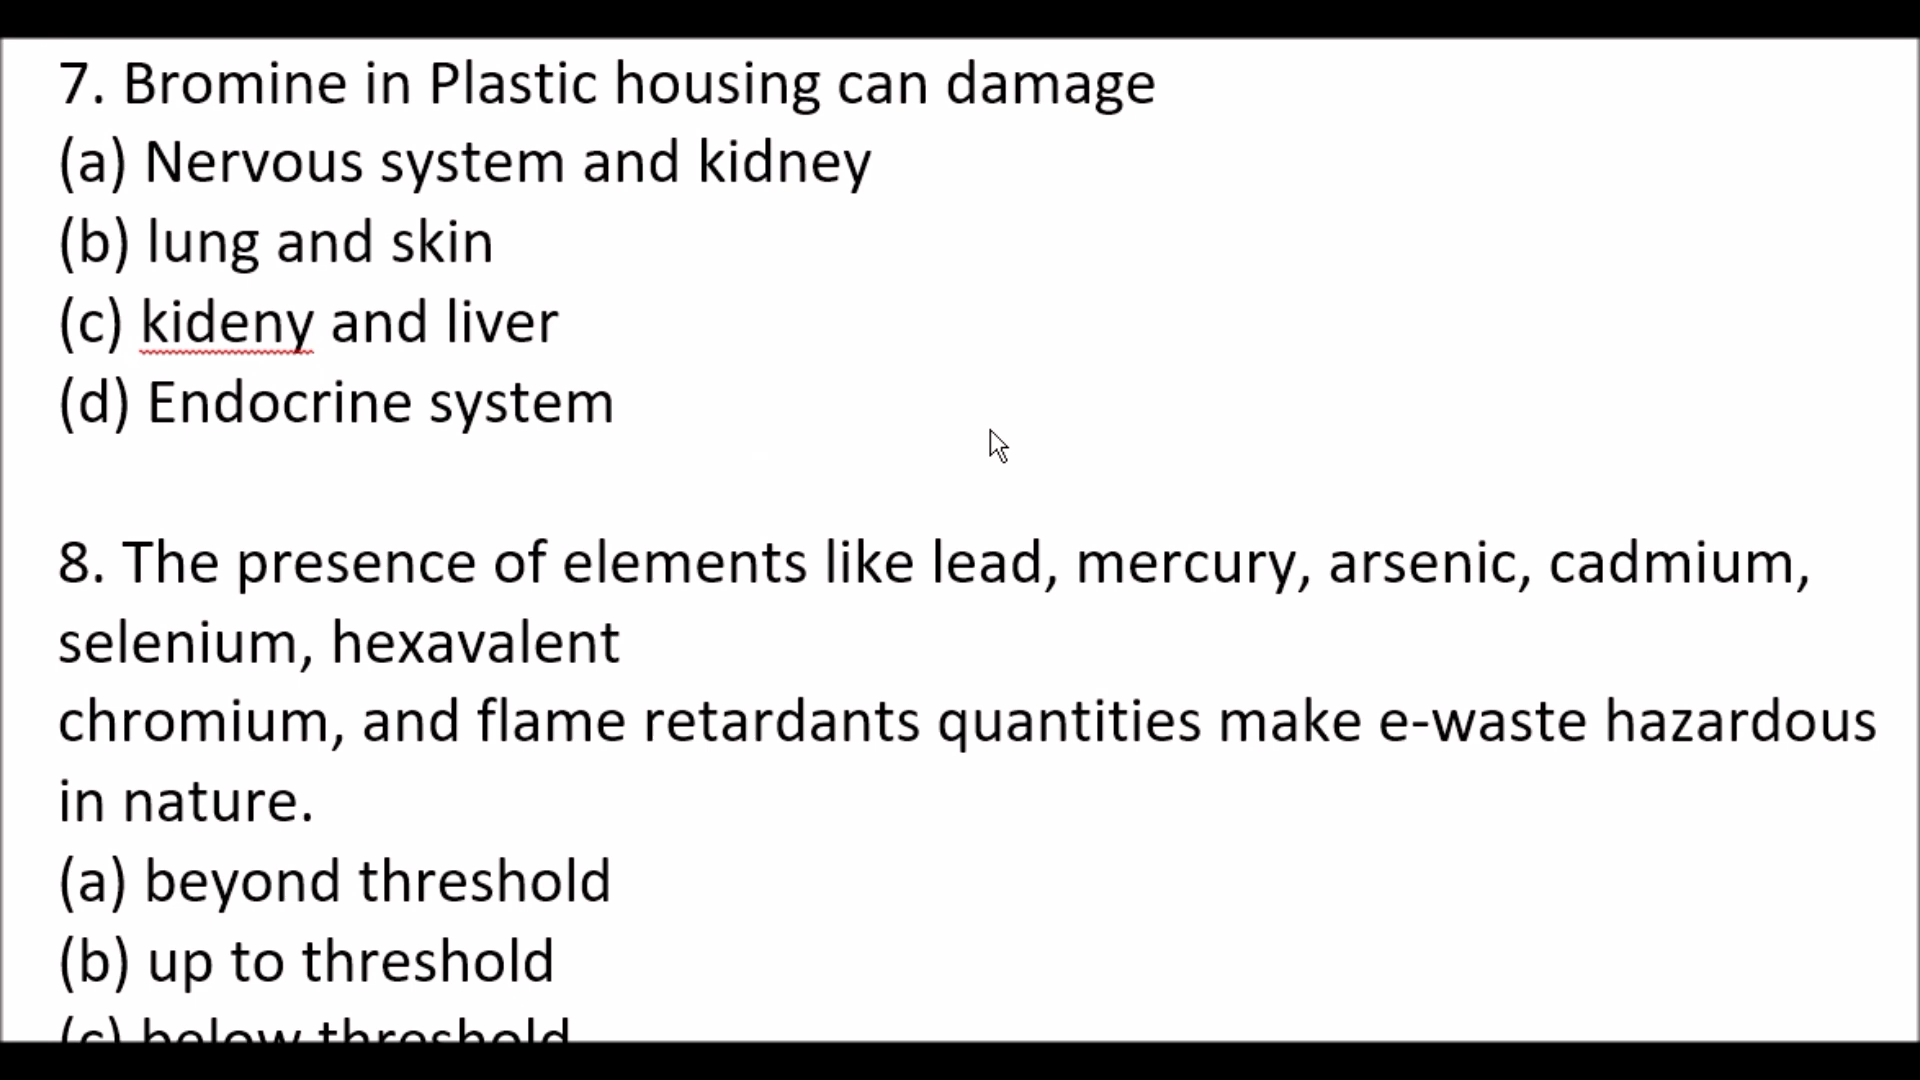 7. Bromine in Plastic housing can damage
(a) Nervous system and kidney
(b) lung and skin
(c) kideny and liver
(d) Endocrine system
8. The presence of elements like lead, mercury, arsenic, cadmium,
selenium, hexavalent
chromium, and flame retardants quantities make e-waste hazardous
in nature.
(a) beyond threshold
(b) up to threshold
(c) below threshold